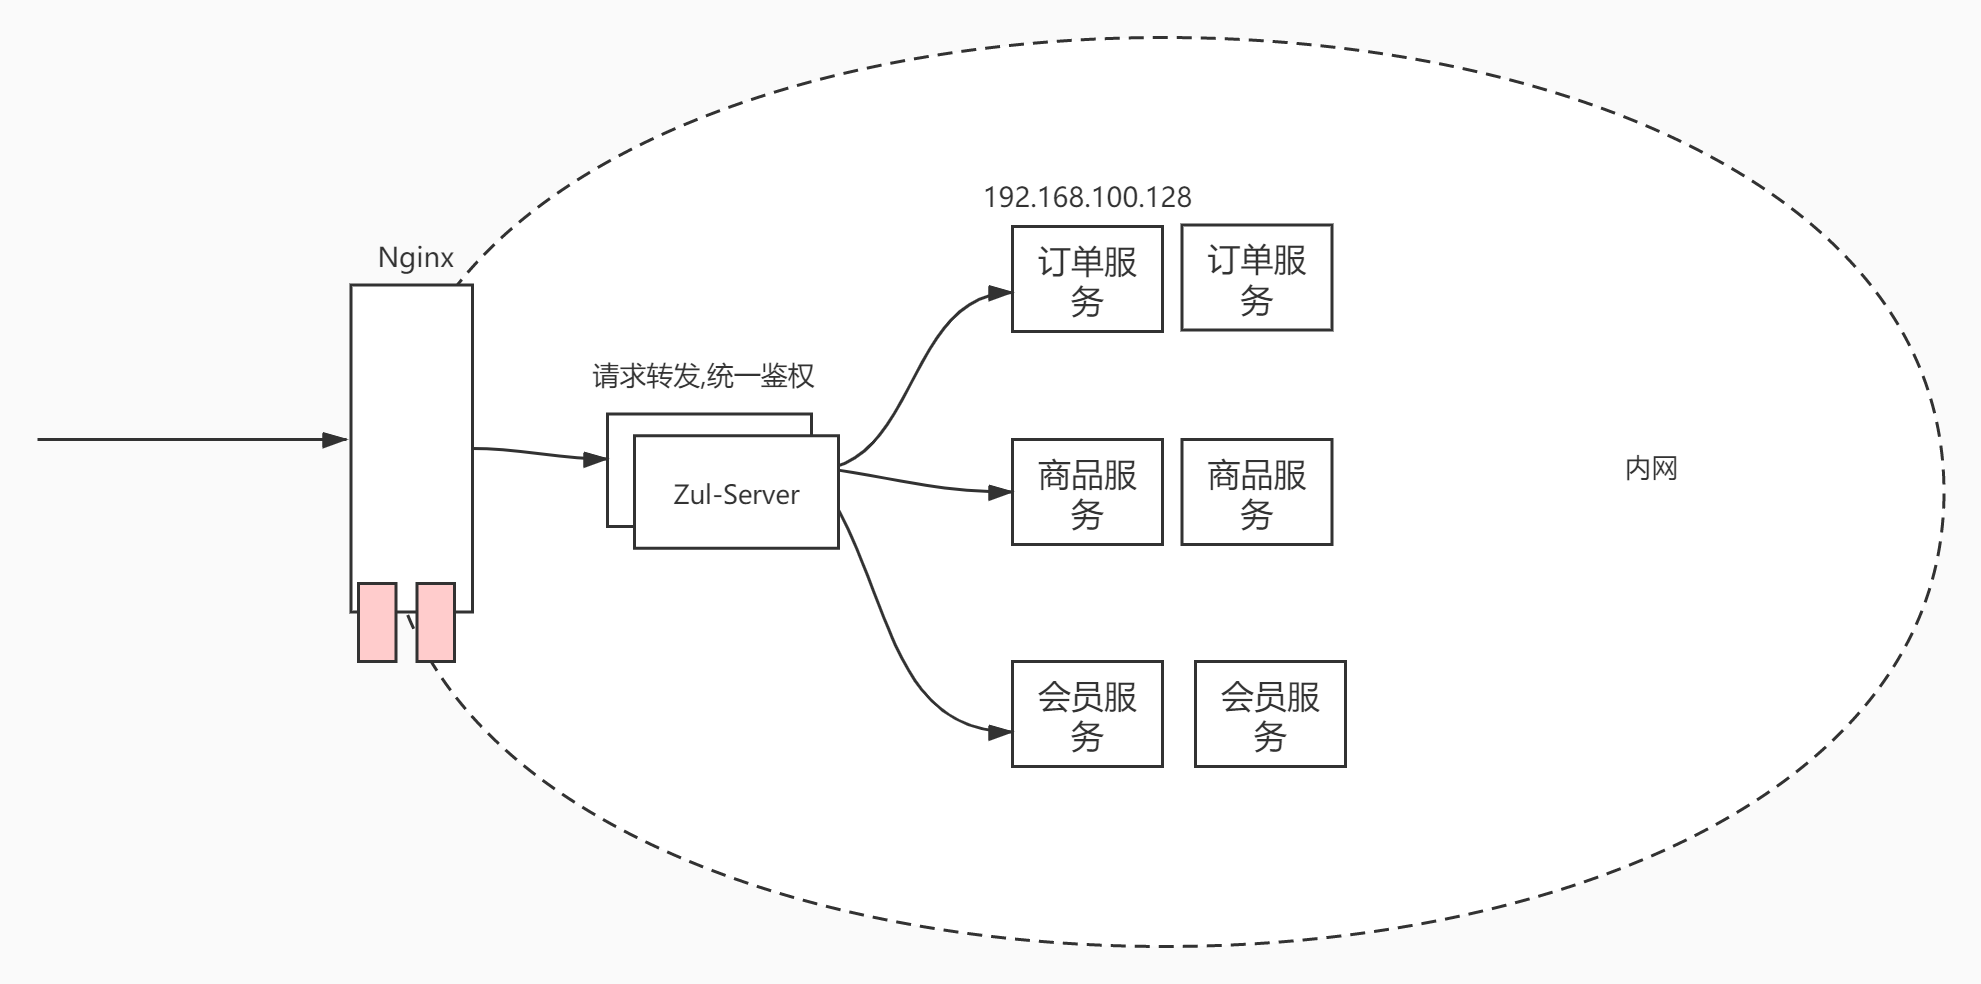 192.168.100.128
Nginx
订单服
务
订单服
务
请求转发,统一鉴权
Zul-Server
商品服
务
商品服
务
内网
会员服
务
会员服
务